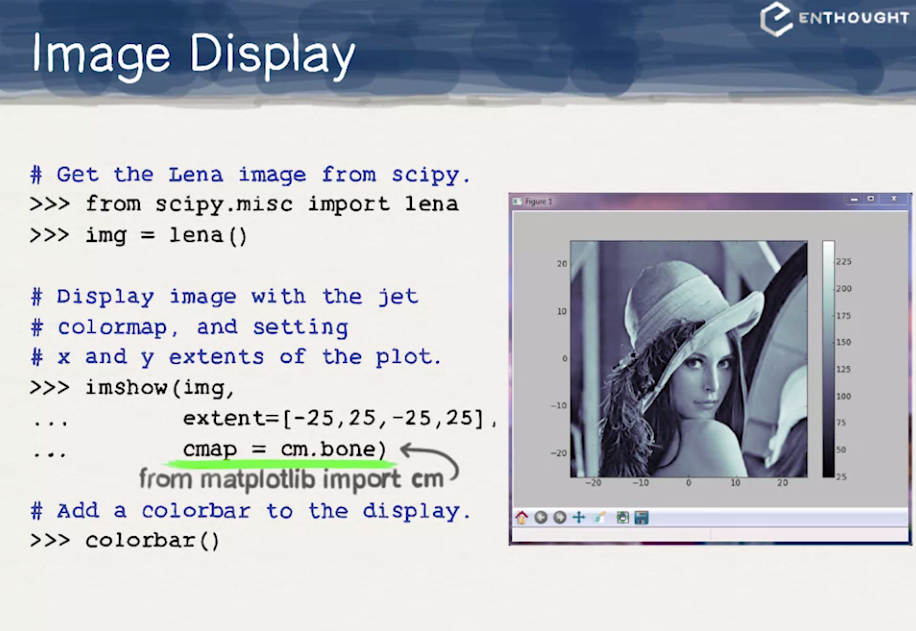 ENTHOUGHT
Image Display
# Get the Lena image from scipy.
>>> from scipy.misc import lena
>>> img = lena()
# Display image with the jet
# colormap, and setting
# x and y extents of the plot.
>>> imshow(img,
... extent=[-25,25,-25,25],
... cmap = cm.bone)
from matplotlib import cm
# Add a colorbar to the display.
>>> colorbar()
Figure 1
20
10
0
−10
−20
−20 −10 0 10 20
225
200
175
150
125
100
75
50
25